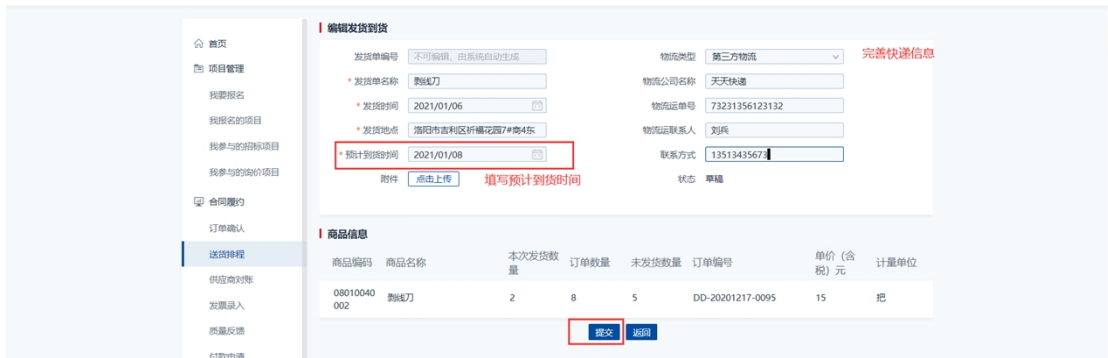 编辑发货到货
首页
项目管理
我要报名
我报名的项目
我参与的招标项目
我参与的询价项目
合同履约
订单确认
送货排程
供应商对账
发票录入
质量反馈
付款申请
发货单编号 不可编辑，由系统自动生成 物流类型 第三方物流 完善快递信息
* 发货单名称 剥线刀 物流公司名称 天天快递
* 发货时间 2021/01/06 物流运单号 73231356123132
* 发货地点 洛阳市吉利区祈福花园7#商4东 物流运联系人 刘兵
* 预计到货时间 2021/01/08 联系方式 13513435673
附件 点击上传 填写预计到货时间 状态 草稿
商品信息
商品编码 商品名称 本次发货数量 订单数量 未发货数量 订单编号 单价（含税）元 计量单位
08010040002 剥线刀 2 8 5 DD-20201217-0095 15 把
提交 返回